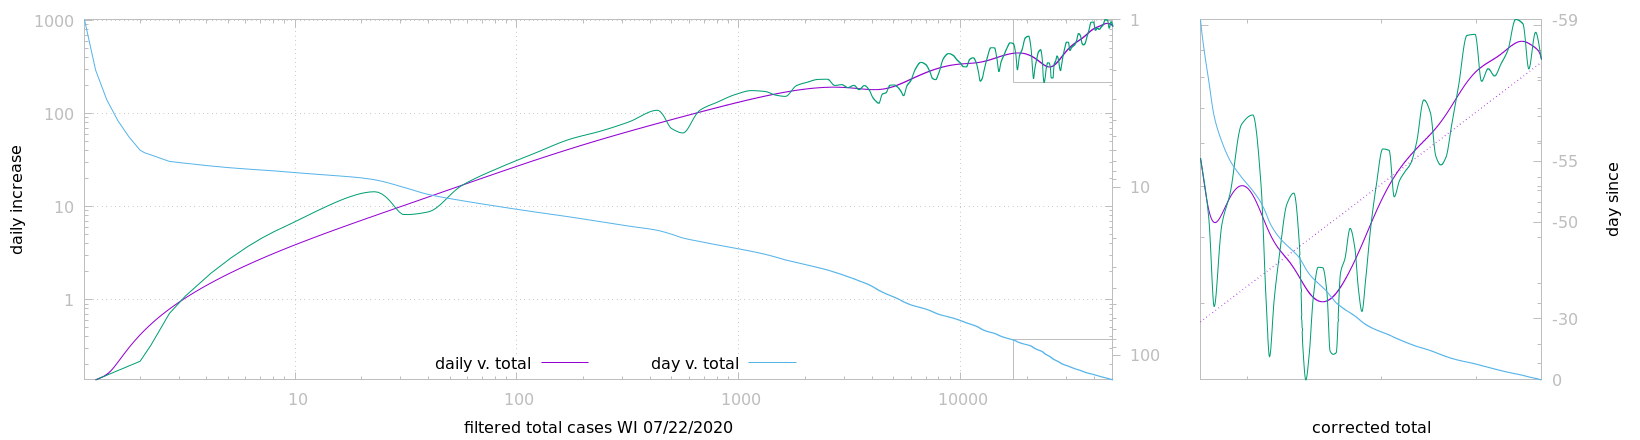 1000
100
10
1
daily increase
daily v. total
day v. total
10
100
1000
10000
filtered total cases WI 07/22/2020
1
10
100
-59
-55
-50
-30
0
day since
corrected total